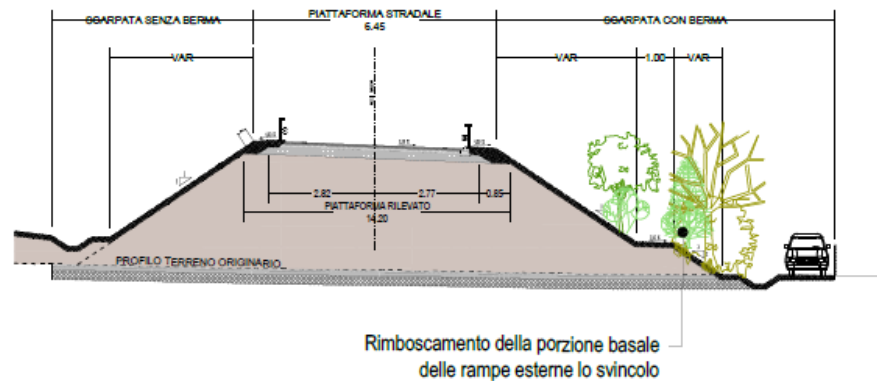 SCARPATA SENZA BERMA
PIATTAFORMA STRADALE
6.45
SCARPATA CON BERMA
VAR
VAR
1.00
VAR
2.82
2.77
0.85
PIATTAFORMA RILEVATO
14.20
PROFILO TERRENO ORIGINARIO
Rimboscamento della porzione basale
delle rampe esterne lo svincolo